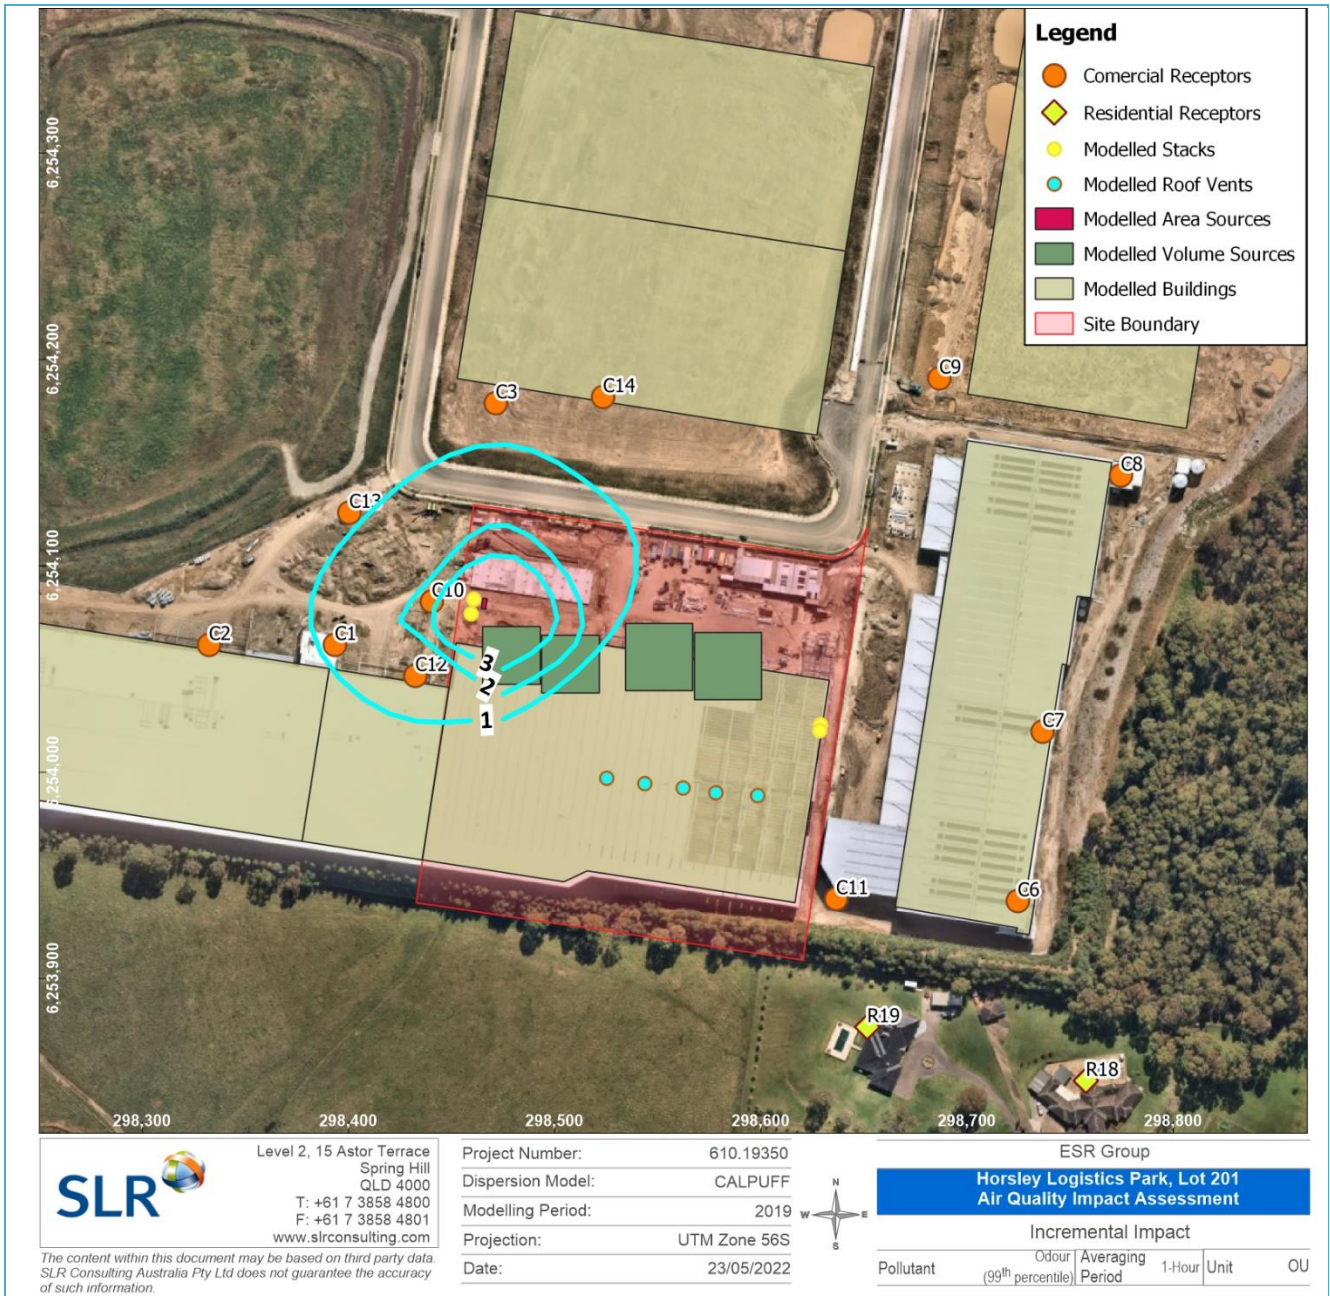 Legend
Comercial Receptors
Residential Receptors
Modelled Stacks
Modelled Roof Vents
Modelled Area Sources
Modelled Volume Sources
Modelled Buildings
Site Boundary
6,254,300
6,254,200
6,254,100
6,254,000
6,253,900
C3
C14
C9
C8
C13
C10
C2
C1
C12
C7
C11
C6
R19
R18
3
2
1
298,300
298,400
298,500
298,600
298,700
298,800
SLR
Level 2, 15 Astor Terrace
Spring Hill
QLD 4000
T: +61 7 3858 4800
F: +61 7 3858 4801
www.slrconsulting.com
The content within this document may be based on third party data.
SLR Consulting Australia Pty Ltd does not guarantee the accuracy
of such information.
Project Number: 610.19350
Dispersion Model: CALPUFF
Modelling Period: 2019
Projection: UTM Zone 56S
Date: 23/05/2022
N
W E
S
ESR Group
Horsley Logistics Park, Lot 201
Air Quality Impact Assessment
Incremental Impact
Pollutant Odour (99th percentile) Averaging Period 1-Hour Unit OU